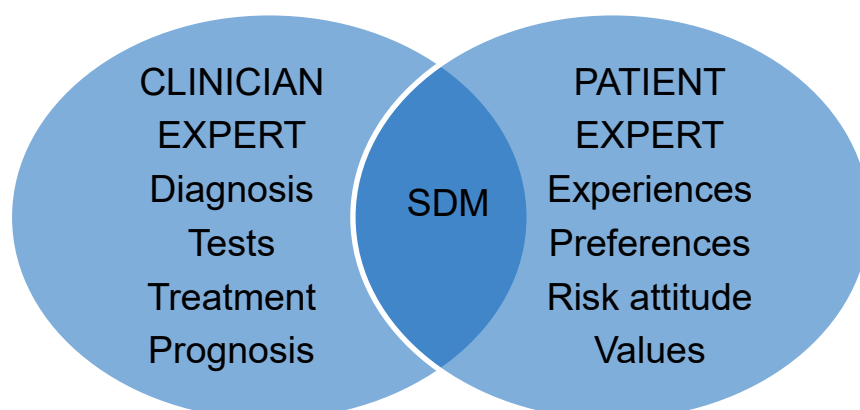 CLINICIAN
EXPERT
Diagnosis
Tests
Treatment
Prognosis
SDM
PATIENT
EXPERT
Experiences
Preferences
Risk attitude
Values